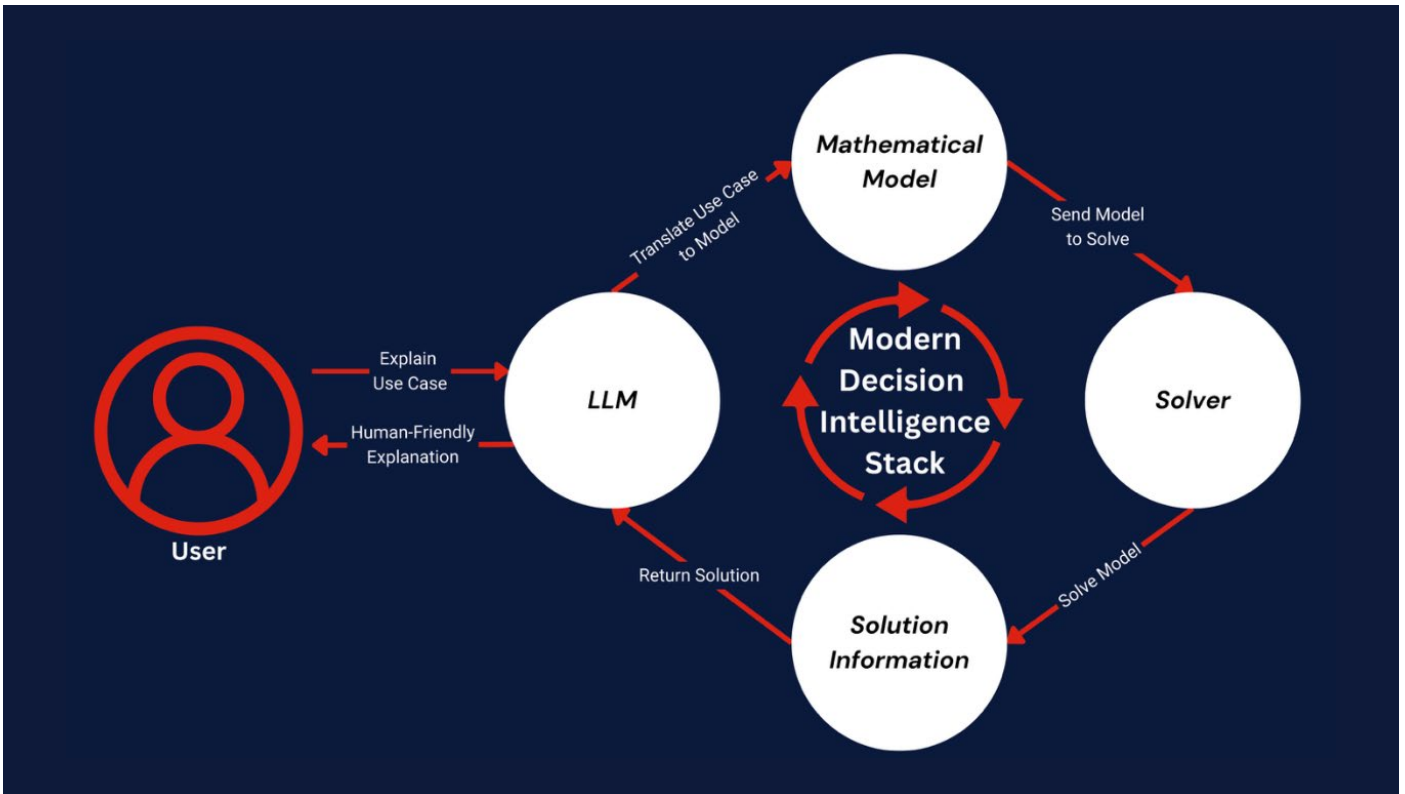 Mathematical
Model
Translate Use Case
to Model
Send Model
to Solve
Explain
Use Case
LLM
Modern
Decision
Intelligence
Stack
Solver
Human-Friendly
Explanation
User
Return Solution
Solve Model
Solution
Information